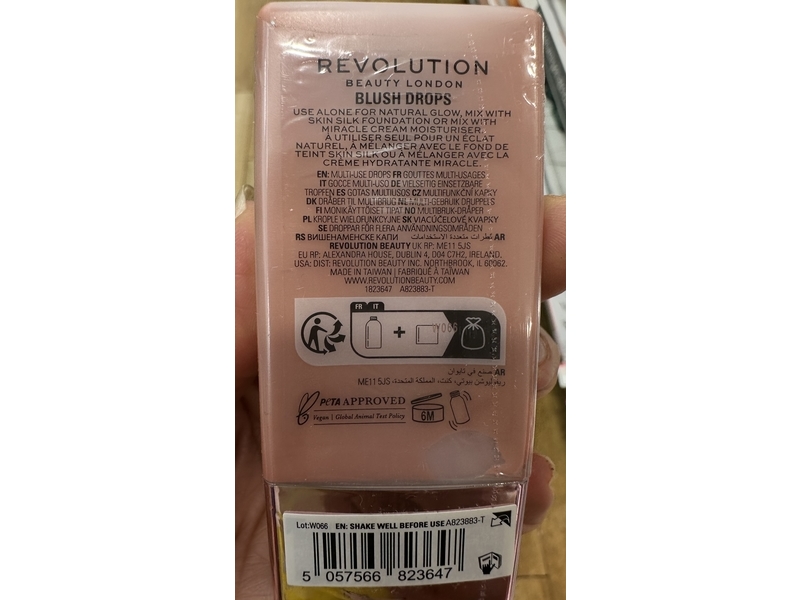 REVOLUTION
BEAUTY LONDON
BLUSH DROPS
USE ALONE FOR NATURAL GLOW, MIX WITH
SKIN SILK FOUNDATION OR MIX WITH
MIRACLE CREAM MOISTURISER.
À UTILISER SEUL POUR UN ÉCLAT
NATUREL, À MÉLANGER AVEC LE FOND DE
TEINT SKIN SILK OU À MÉLANGER AVEC LA
CRÈME HYDRATANTE MIRACLE.
EN: MULTI-USE DROPS FR GOUTTES MULTI-USAGES
IT GOCCE MULTI-USO DE VIELSEITIG EINSETZBARE
TROPFEN ES GOTAS MULTIUSOS CZ MULTIFUNKČNÍ KAPKY
DK DRÅBER TIL MULTIBRUG NL MULTI-GEBRUIK DRUPPELS
FI MONIKÄYTTÖISET TIPAT NO MULTIBRUK-DRÅPER
PL KROPLE WIELOFUNKCYJNE SK VIACÚČELOVÉ KVAPKY
SE DROPPAR FÖR FLERA ANVÄNDNINGSOMRÅDEN
RS ВИШЕНАМЕНСКЕ КАПИ قطرات متعددة الاستخدامات AR
REVOLUTION BEAUTY UK RP: ME11 5JS
EU RP: ALEXANDRA HOUSE, DUBLIN 4, D04 C7H2, IRELAND.
USA: DIST: REVOLUTION BEAUTY INC. NORTHBROOK, IL 60062.
MADE IN TAIWAN | FABRIQUÉ À TAÏWAN
WWW.REVOLUTIONBEAUTY.COM
1823647 A823883-T
FR IT
W066
صنع في تايوان AR
ريفوليوشن بيوتي، كنت، المملكة المتحدة، ME11 5JS
PETA APPROVED
Vegan | Global Animal Test Policy
6M
Lot:W066 EN: SHAKE WELL BEFORE USE A823883-T
5 057566 823647